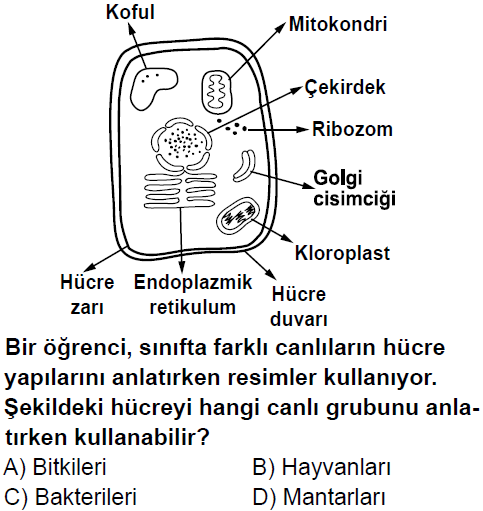 Koful
Mitokondri
Çekirdek
Ribozom
Golgi
cisimciği
Kloroplast
Hücre
zarı
Endoplazmik
retikulum
Hücre
duvarı
Bir öğrenci, sınıfta farklı canlıların hücre
yapılarını anlatırken resimler kullanıyor.
Şekildeki hücreyi hangi canlı grubunu anla-
tırken kullanabilir?
A) Bitkileri B) Hayvanları
C) Bakterileri D) Mantarları